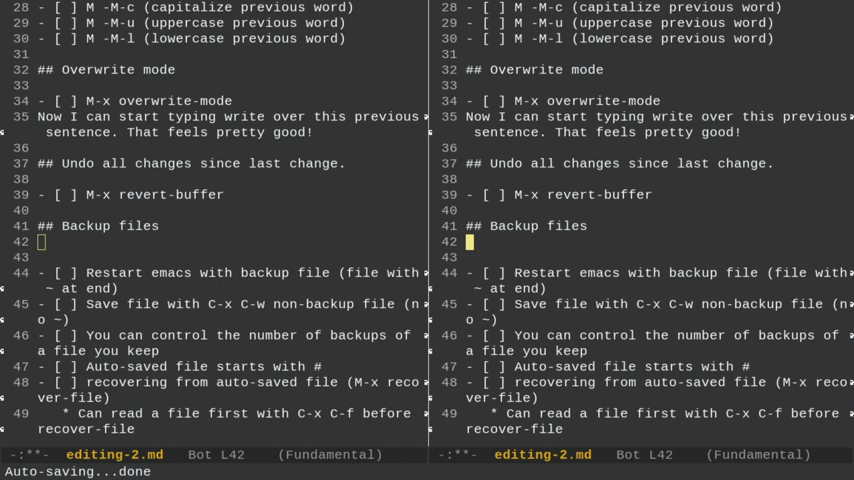 28 - [ ] M -M-c (capitalize previous word)
29 - [ ] M -M-u (uppercase previous word)
30 - [ ] M -M-l (lowercase previous word)
31
32 ## Overwrite mode
33
34 - [ ] M-x overwrite-mode
35 Now I can start typing write over this previous
sentence. That feels pretty good!
36
37 ## Undo all changes since last change.
38
39 - [ ] M-x revert-buffer
40
41 ## Backup files
42
43
44 - [ ] Restart emacs with backup file (file with
~ at end)
45 - [ ] Save file with C-x C-w non-backup file (n
o ~)
46 - [ ] You can control the number of backups of
a file you keep
47 - [ ] Auto-saved file starts with #
48 - [ ] recovering from auto-saved file (M-x reco
ver-file)
49    * Can read a file first with C-x C-f before
recover-file
-:**-  editing-2.md   Bot L42    (Fundamental)
28 - [ ] M -M-c (capitalize previous word)
29 - [ ] M -M-u (uppercase previous word)
30 - [ ] M -M-l (lowercase previous word)
31
32 ## Overwrite mode
33
34 - [ ] M-x overwrite-mode
35 Now I can start typing write over this previous
sentence. That feels pretty good!
36
37 ## Undo all changes since last change.
38
39 - [ ] M-x revert-buffer
40
41 ## Backup files
42
43
44 - [ ] Restart emacs with backup file (file with
~ at end)
45 - [ ] Save file with C-x C-w non-backup file (n
o ~)
46 - [ ] You can control the number of backups of
a file you keep
47 - [ ] Auto-saved file starts with #
48 - [ ] recovering from auto-saved file (M-x reco
ver-file)
49    * Can read a file first with C-x C-f before
recover-file
-:**-  editing-2.md   Bot L42    (Fundamental)
Auto-saving...done